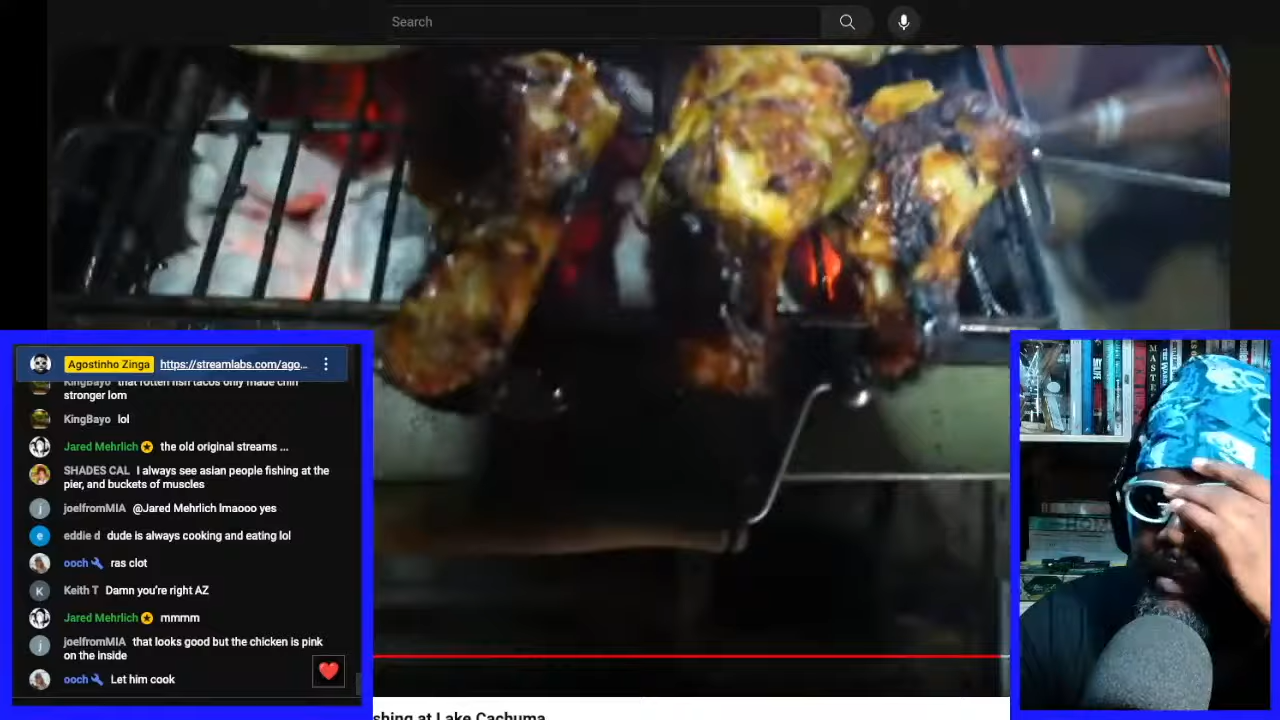 Search
Agostinho Zinga https://streamlabs.com/ago...
KingBayo that rotten fish tacos only made chin
stronger lom
KingBayo lol
Jared Mehrlich the old original streams ...
SHADES CAL I always see asian people fishing at the
pier, and buckets of muscles
j joelfromMIA @Jared Mehrlich lmaooo yes
e eddie d dude is always cooking and eating lol
ooch ras clot
K Keith T Damn you're right AZ
Jared Mehrlich mmmm
j joelfromMIA that looks good but the chicken is pink
on the inside
ooch Let him cook
shing at Lake Cachuma
MASTE